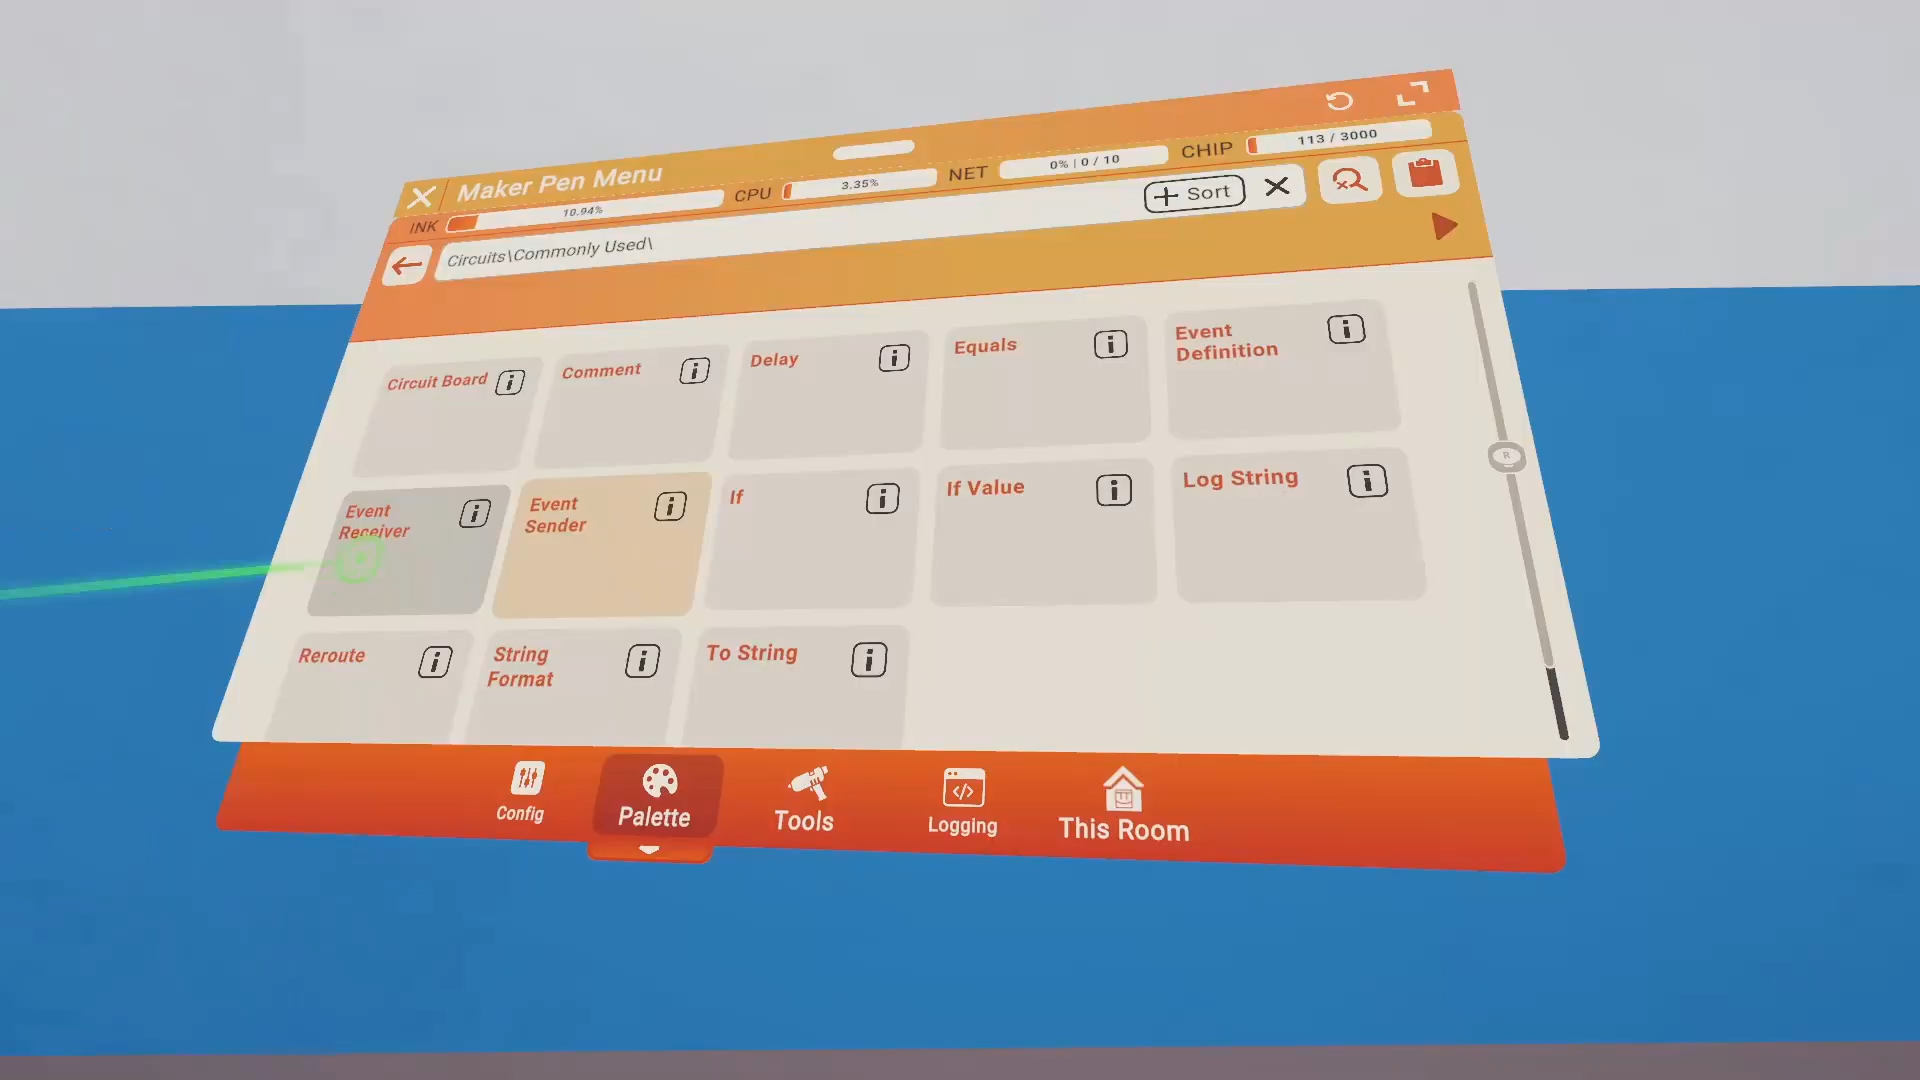 Maker Pen Menu
INK 10.94% CPU 3.35% NET 0% | 0 / 10 CHIP 113 / 3000
Circuits\Commonly Used\
Sort
Circuit Board
Comment
Delay
Equals
Event
Definition
Event
Receiver
Event
Sender
If
If Value
Log String
Reroute
String
Format
To String
Config
Palette
Tools
Logging
This Room
R